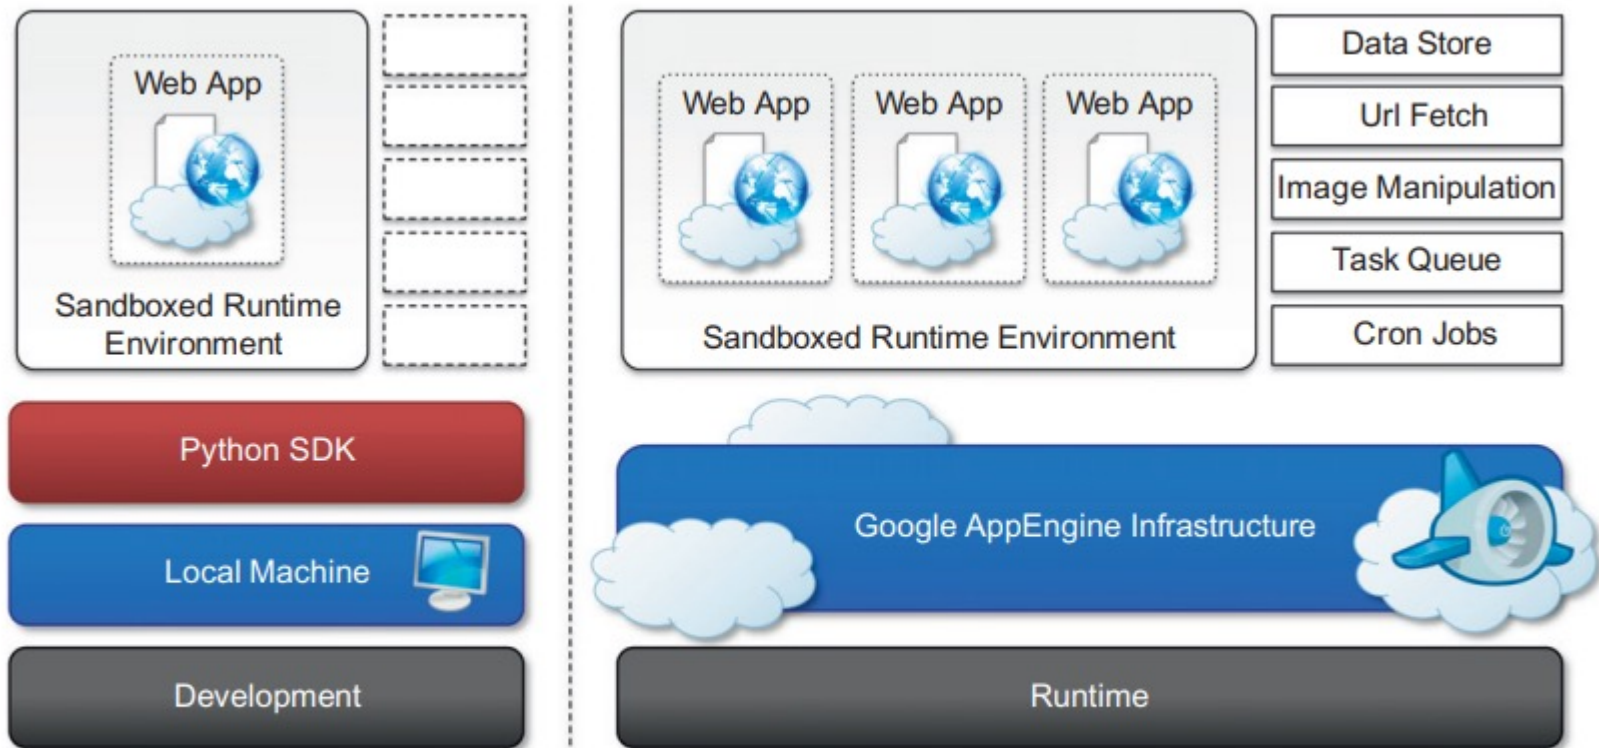 Web App
Sandboxed Runtime
Environment
Python SDK
Local Machine
Development
Web App
Web App
Web App
Sandboxed Runtime Environment
Data Store
Url Fetch
Image Manipulation
Task Queue
Cron Jobs
Google AppEngine Infrastructure
Runtime